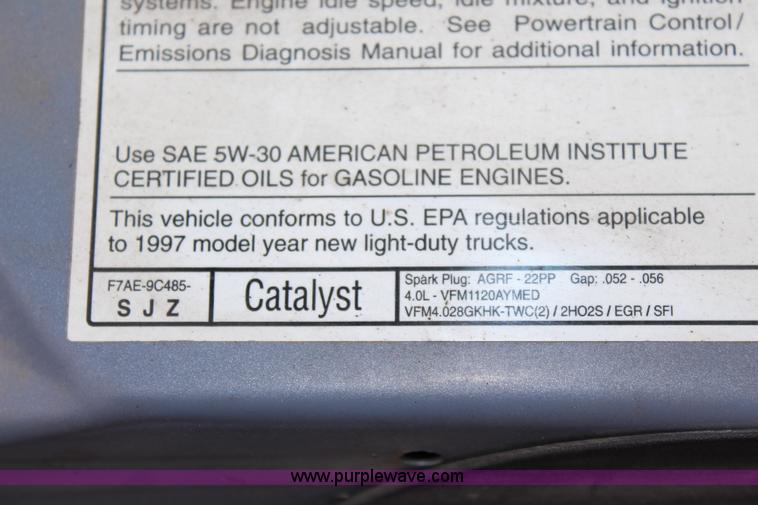 systems. Engine idle speed, idle mixture, and ignition
timing are not adjustable. See Powertrain Control/
Emissions Diagnosis Manual for additional information.
Use SAE 5W-30 AMERICAN PETROLEUM INSTITUTE
CERTIFIED OILS for GASOLINE ENGINES.
This vehicle conforms to U.S. EPA regulations applicable
to 1997 model year new light-duty trucks.
F7AE-9C485-
S J Z
Catalyst
Spark Plug: AGRF - 22PP Gap: .052 - .056
4.0L - VFM1120AYMED
VFM4.028GKHK-TWC(2) / 2HO2S / EGR / SFI
www.purplewave.com